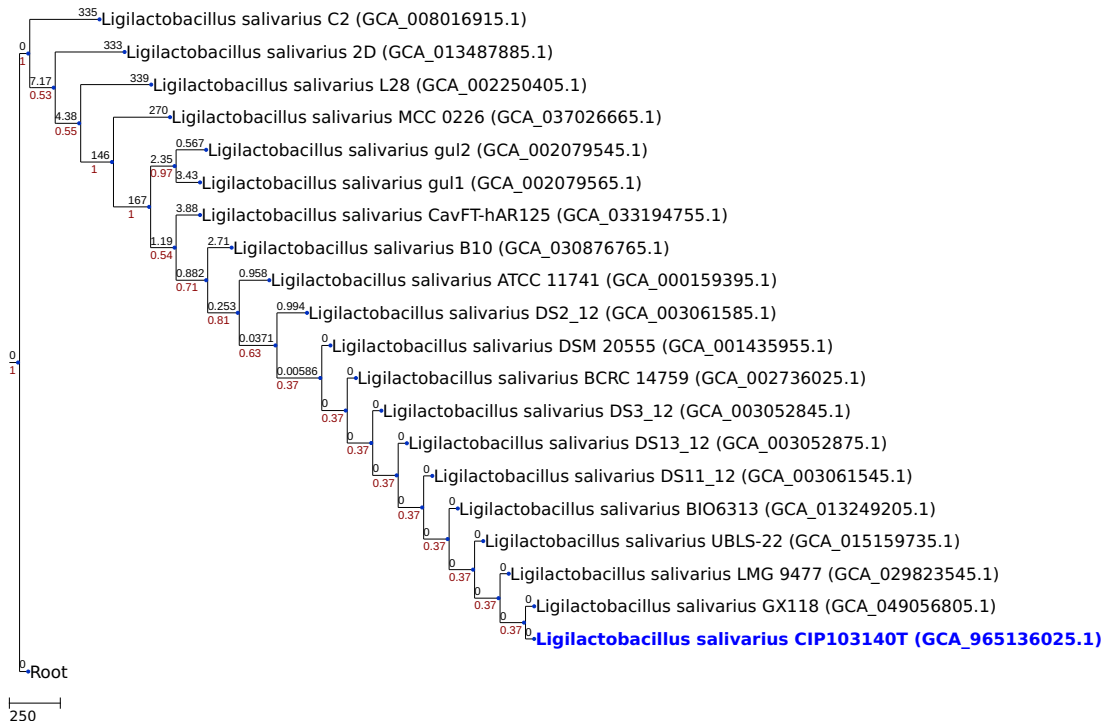 335 Ligilactobacillus salivarius C2 (GCA_008016915.1)
0
1
333 Ligilactobacillus salivarius 2D (GCA_013487885.1)
7.17
0.53
339 Ligilactobacillus salivarius L28 (GCA_002250405.1)
4.38
0.55
270 Ligilactobacillus salivarius MCC 0226 (GCA_037026665.1)
146
1
0.567 Ligilactobacillus salivarius gul2 (GCA_002079545.1)
2.35
0.97
3.43 Ligilactobacillus salivarius gul1 (GCA_002079565.1)
167
1
3.88 Ligilactobacillus salivarius CavFT-hAR125 (GCA_033194755.1)
1.19
0.54
2.71 Ligilactobacillus salivarius B10 (GCA_030876765.1)
0.882
0.71
0.958 Ligilactobacillus salivarius ATCC 11741 (GCA_000159395.1)
0.253
0.81
0.994 Ligilactobacillus salivarius DS2_12 (GCA_003061585.1)
0.0371
0.63
0 Ligilactobacillus salivarius DSM 20555 (GCA_001435955.1)
0
1
0.00586
0.37
0 Ligilactobacillus salivarius BCRC 14759 (GCA_002736025.1)
0
0.37
0 Ligilactobacillus salivarius DS3_12 (GCA_003052845.1)
0
0.37
0 Ligilactobacillus salivarius DS13_12 (GCA_003052875.1)
0
0.37
0 Ligilactobacillus salivarius DS11_12 (GCA_003061545.1)
0
0.37
0 Ligilactobacillus salivarius BIO6313 (GCA_013249205.1)
0
0.37
0 Ligilactobacillus salivarius UBLS-22 (GCA_015159735.1)
0
0.37
0 Ligilactobacillus salivarius LMG 9477 (GCA_029823545.1)
0
0.37
0 Ligilactobacillus salivarius GX118 (GCA_049056805.1)
0
0.37
0 Ligilactobacillus salivarius CIP103140T (GCA_965136025.1)
0 Root
250